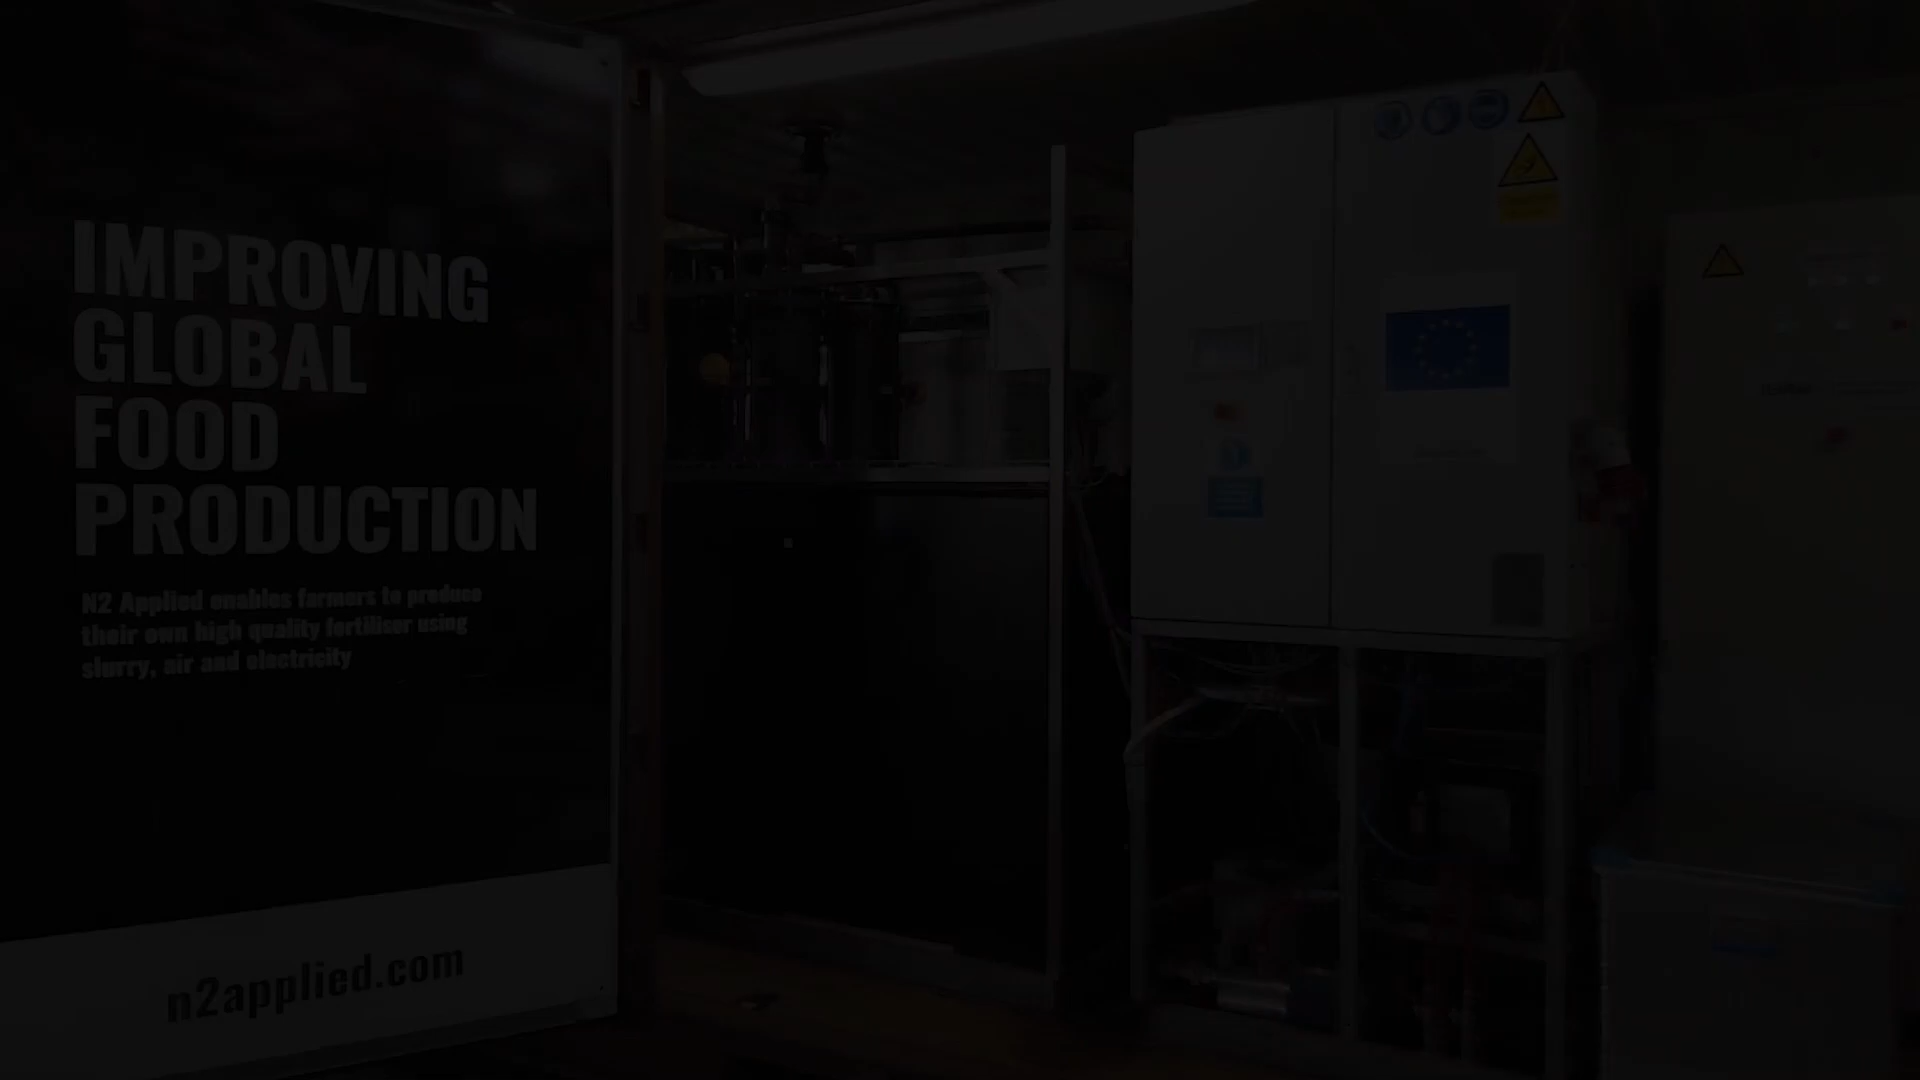 IMPROVING
GLOBAL
FOOD
PRODUCTION
N2 Applied enables farmers to produce
their own high quality fertiliser using
slurry, air and electricity
n2applied.com